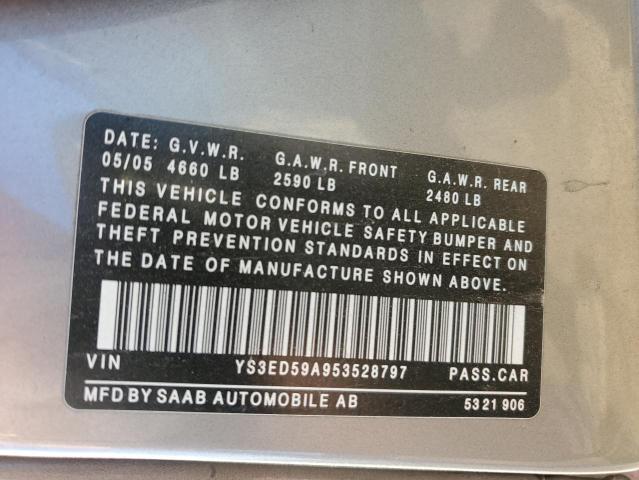 DATE: G.V.W.R. G.A.W.R. FRONT G.A.W.R. REAR
05/05 4660 LB 2590 LB 2480 LB
THIS VEHICLE CONFORMS TO ALL APPLICABLE
FEDERAL MOTOR VEHICLE SAFETY BUMPER AND
THEFT PREVENTION STANDARDS IN EFFECT ON
THE DATE OF MANUFACTURE SHOWN ABOVE.
VIN YS3ED59A953528797 PASS.CAR
MFD BY SAAB AUTOMOBILE AB 5321906